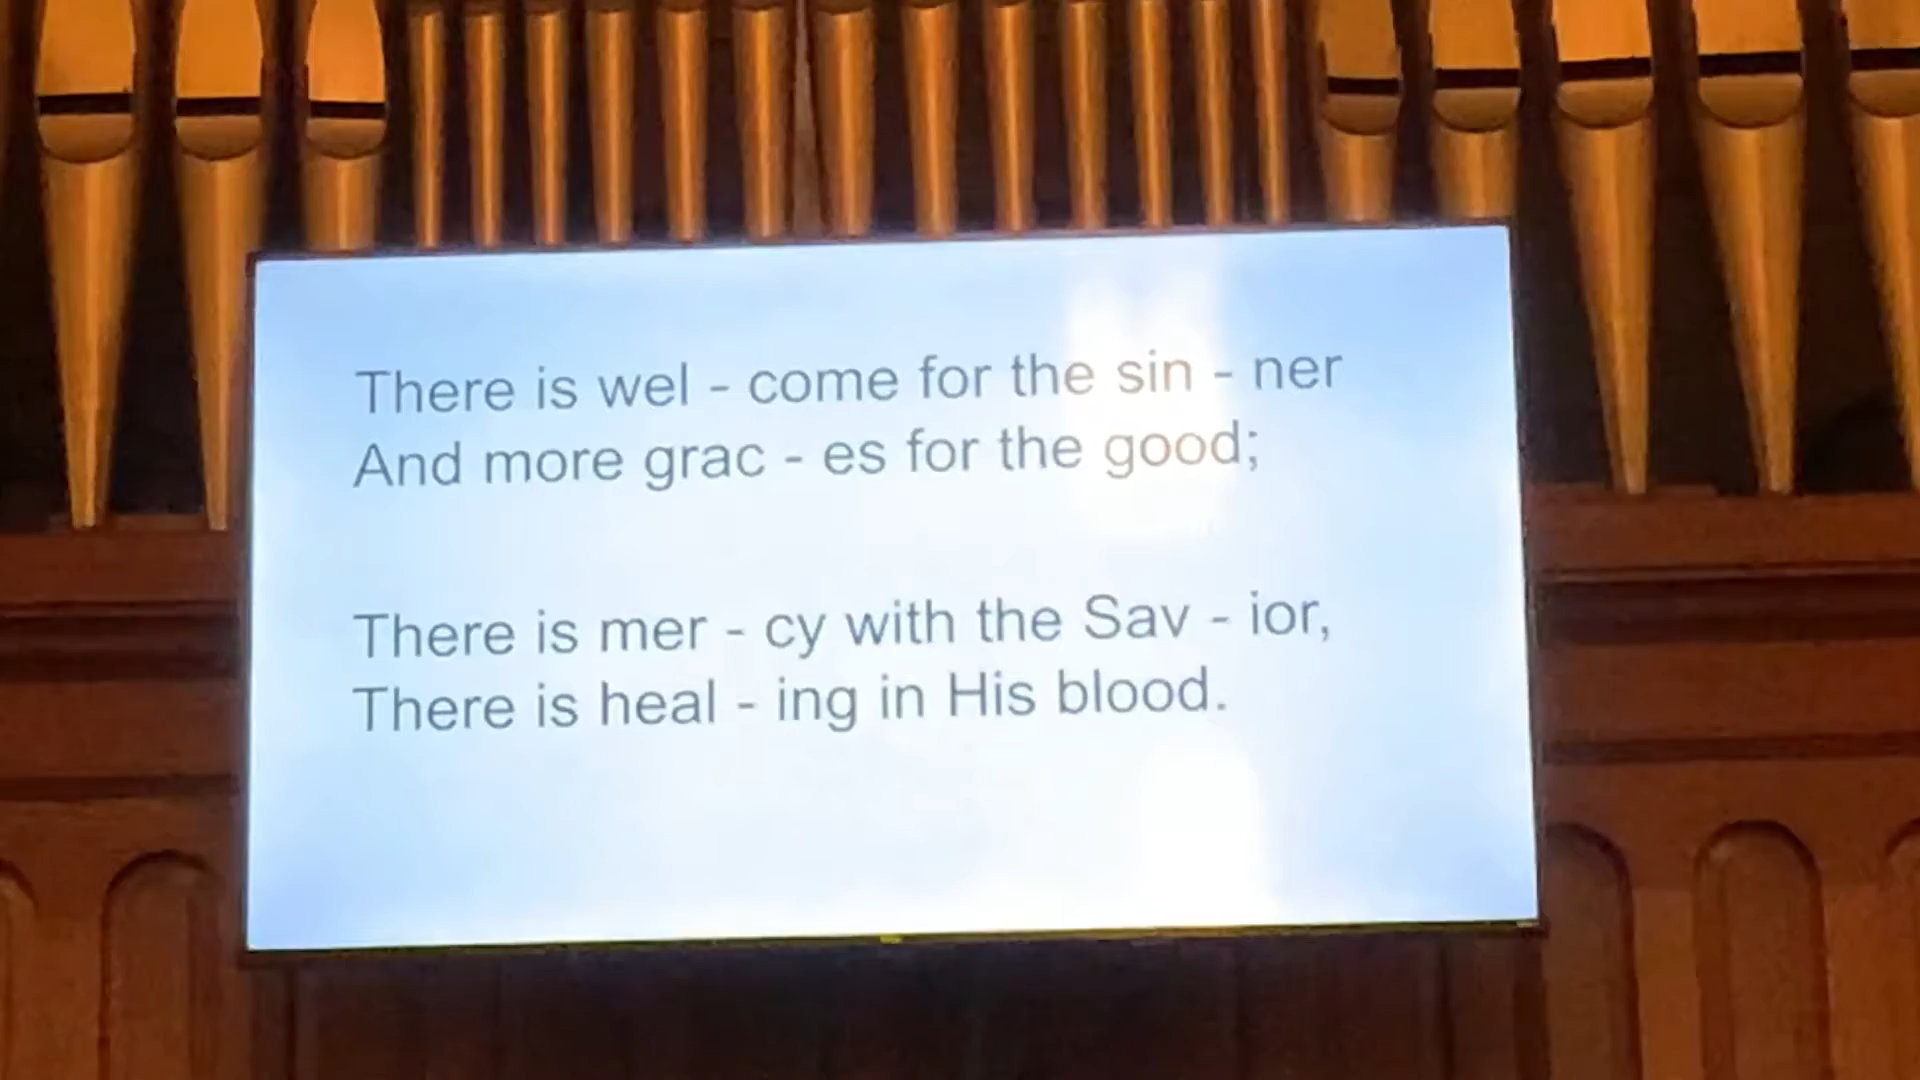 There is wel - come for the sin - ner
And more grac - es for the good;
There is mer - cy with the Sav - ior,
There is heal - ing in His blood.